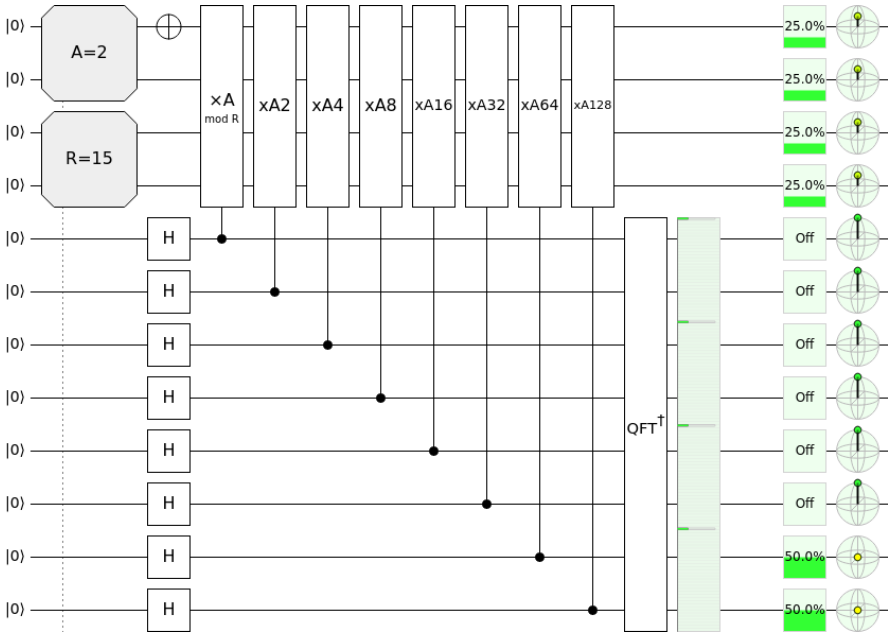 |0⟩ A=2 25.0%
|0⟩ 25.0%
×A mod R xA2 xA4 xA8 xA16 xA32 xA64 xA128
|0⟩ R=15 25.0%
|0⟩ 25.0%
|0⟩ H Off
|0⟩ H Off
|0⟩ H Off
|0⟩ H Off
QFT†
|0⟩ H Off
|0⟩ H Off
|0⟩ H 50.0%
|0⟩ H 50.0%